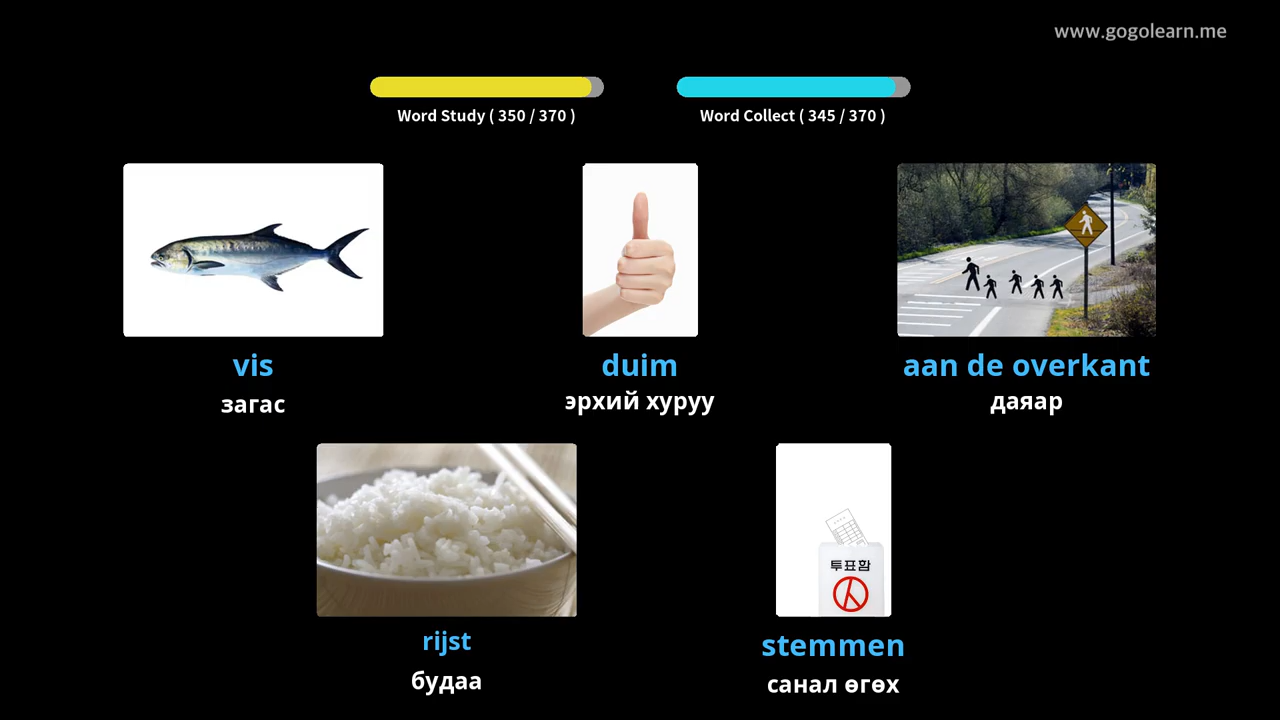 www.gogolearn.me
Word Study ( 350 / 370 )
Word Collect ( 345 / 370 )
vis
загас
duim
эрхий хуруу
aan de overkant
даяар
투표함
rijst
будаа
stemmen
санал өгөх